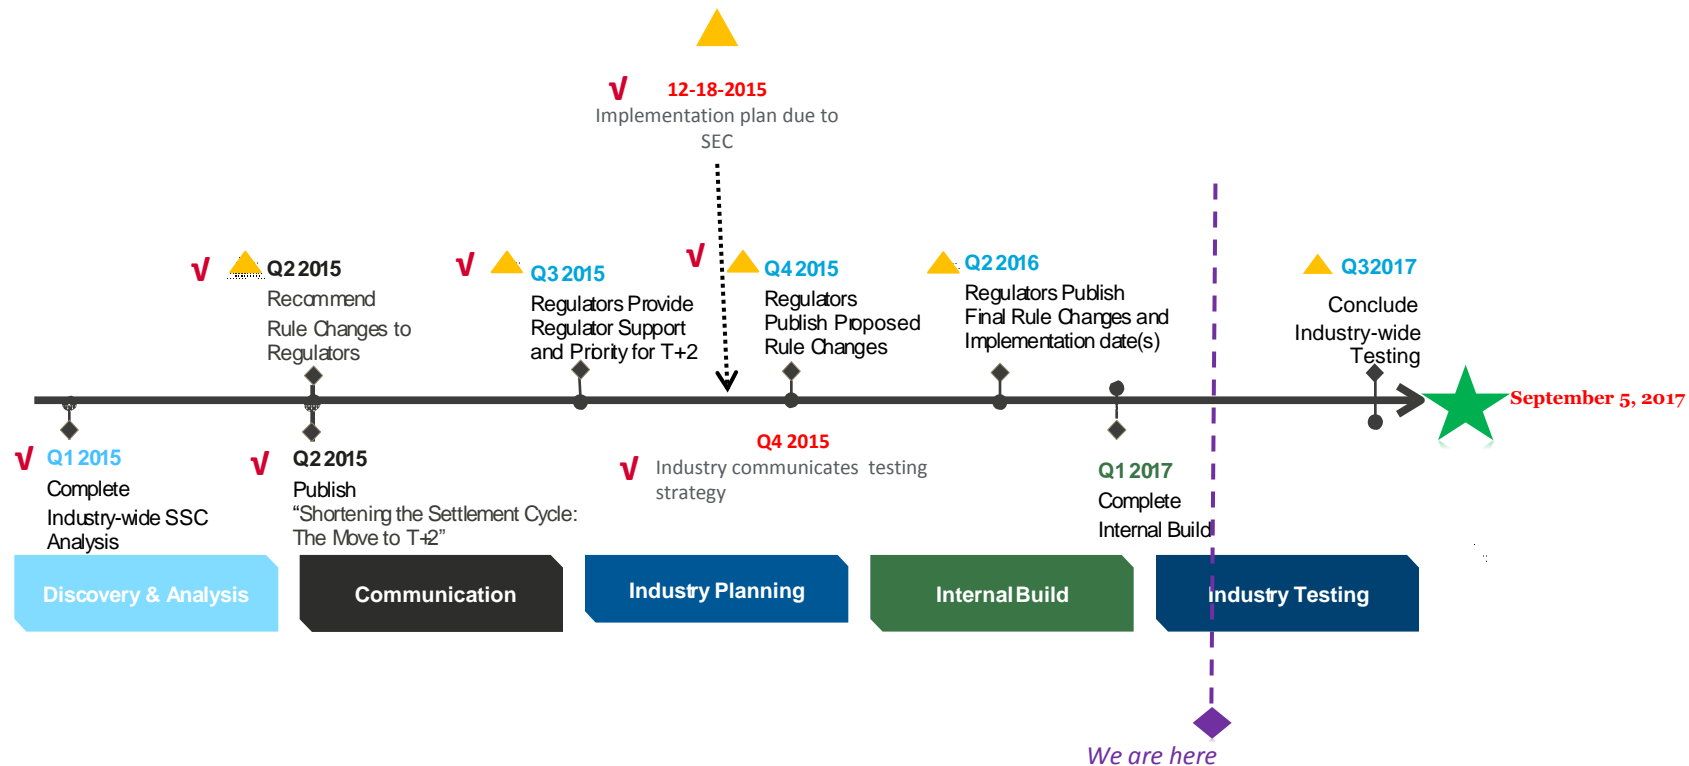 √ 12-18-2015
Implementation plan due to
SEC
√ Q2 2015
Recommend
Rule Changes to
Regulators
√ Q3 2015
Regulators Provide
Regulator Support
and Priority for T+2
√ Q4 2015
Regulators
Publish Proposed
Rule Changes
Q2 2016
Regulators Publish
Final Rule Changes and
Implementation date(s)
Q32017
Conclude
Industry-wide
Testing
September 5, 2017
√ Q1 2015
Complete
Industry-wide SSC
Analysis
√ Q2 2015
Publish
“Shortening the Settlement Cycle:
The Move to T+2”
Q4 2015
√ Industry communicates testing
strategy
Q1 2017
Complete
Internal Build
Discovery & Analysis
Communication
Industry Planning
Internal Build
Industry Testing
We are here